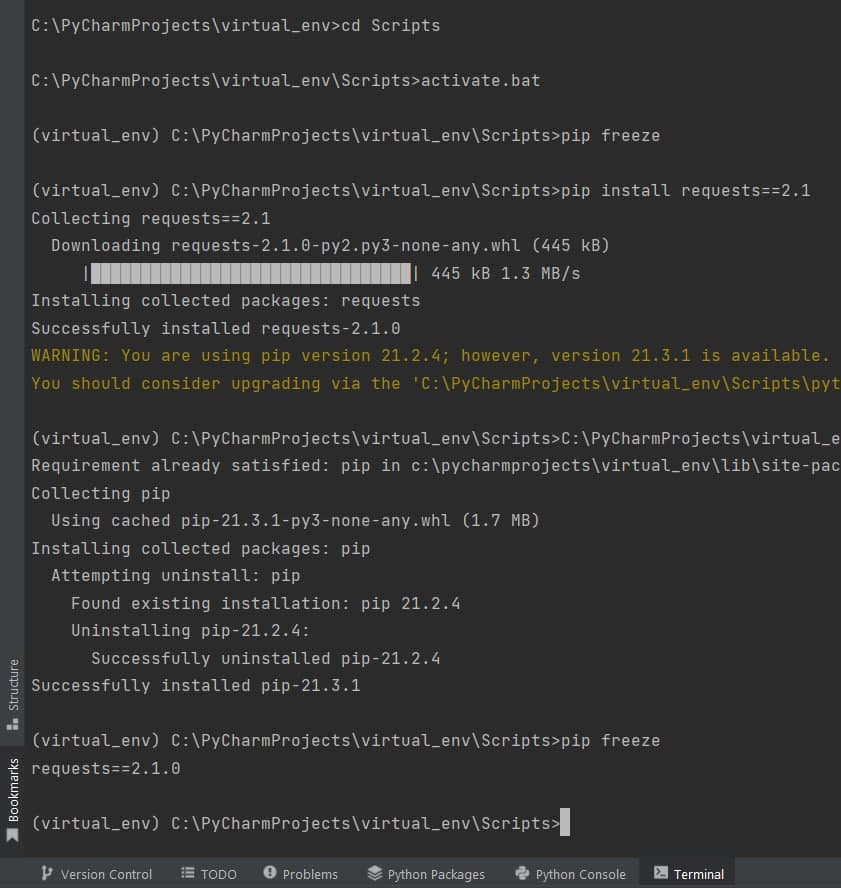 C:\PyCharmProjects\virtual_env>cd Scripts
C:\PyCharmProjects\virtual_env\Scripts>activate.bat
(virtual_env) C:\PyCharmProjects\virtual_env\Scripts>pip freeze
(virtual_env) C:\PyCharmProjects\virtual_env\Scripts>pip install requests==2.1
Collecting requests==2.1
  Downloading requests-2.1.0-py2.py3-none-any.whl (445 kB)
     |████████████████████████████████| 445 kB 1.3 MB/s
Installing collected packages: requests
Successfully installed requests-2.1.0
WARNING: You are using pip version 21.2.4; however, version 21.3.1 is available.
You should consider upgrading via the 'C:\PyCharmProjects\virtual_env\Scripts\pyt
(virtual_env) C:\PyCharmProjects\virtual_env\Scripts>C:\PyCharmProjects\virtual_e
Requirement already satisfied: pip in c:\pycharmprojects\virtual_env\lib\site-pac
Collecting pip
  Using cached pip-21.3.1-py3-none-any.whl (1.7 MB)
Installing collected packages: pip
  Attempting uninstall: pip
    Found existing installation: pip 21.2.4
    Uninstalling pip-21.2.4:
      Successfully uninstalled pip-21.2.4
Successfully installed pip-21.3.1
(virtual_env) C:\PyCharmProjects\virtual_env\Scripts>pip freeze
requests==2.1.0
(virtual_env) C:\PyCharmProjects\virtual_env\Scripts>
Structure
Bookmarks
Version Control TODO Problems Python Packages Python Console Terminal